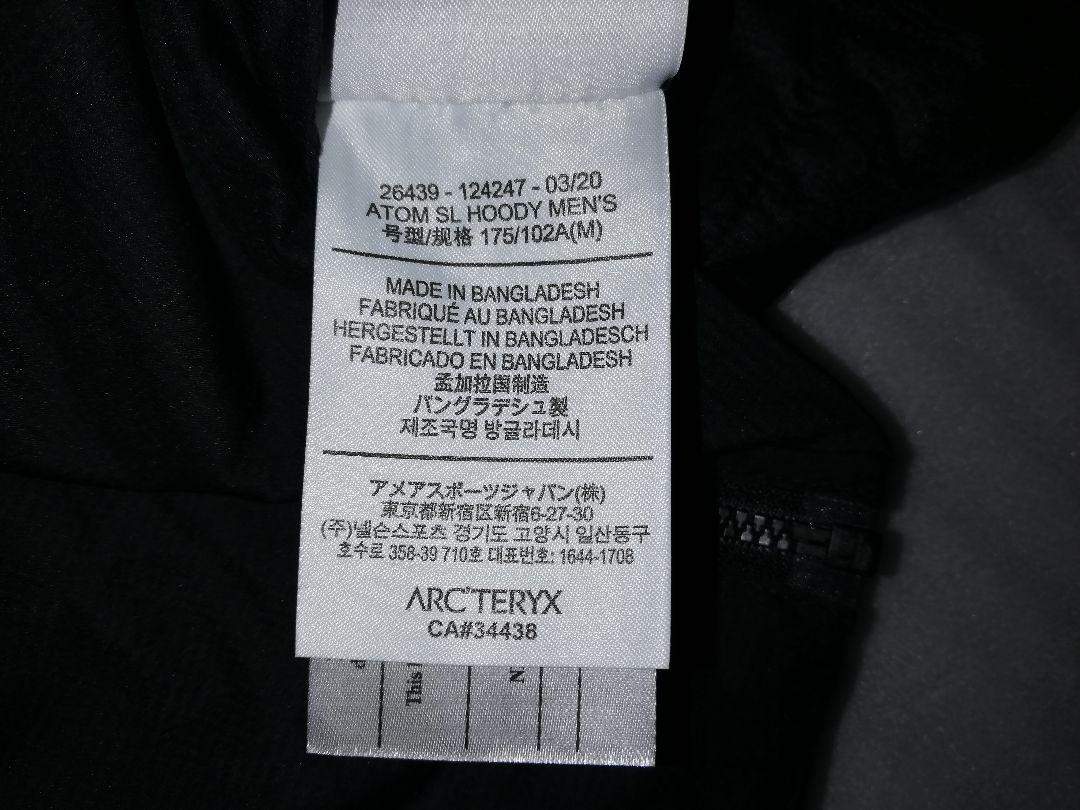 26439 - 124247 - 03/20
ATOM SL HOODY MEN'S
号型/规格 175/102A(M)
MADE IN BANGLADESH
FABRIQUÉ AU BANGLADESH
HERGESTELLT IN BANGLADESCH
FABRICADO EN BANGLADESH
孟加拉国制造
バングラデシュ製
제조국명 방글라데시
アメアスポーツジャパン(株)
東京都新宿区新宿6-27-30
(주)넬슨스포츠 경기도 고양시 일산동구
호수로 358-39 710호 대표번호: 1644-1708
ARC'TERYX
CA#34438
This